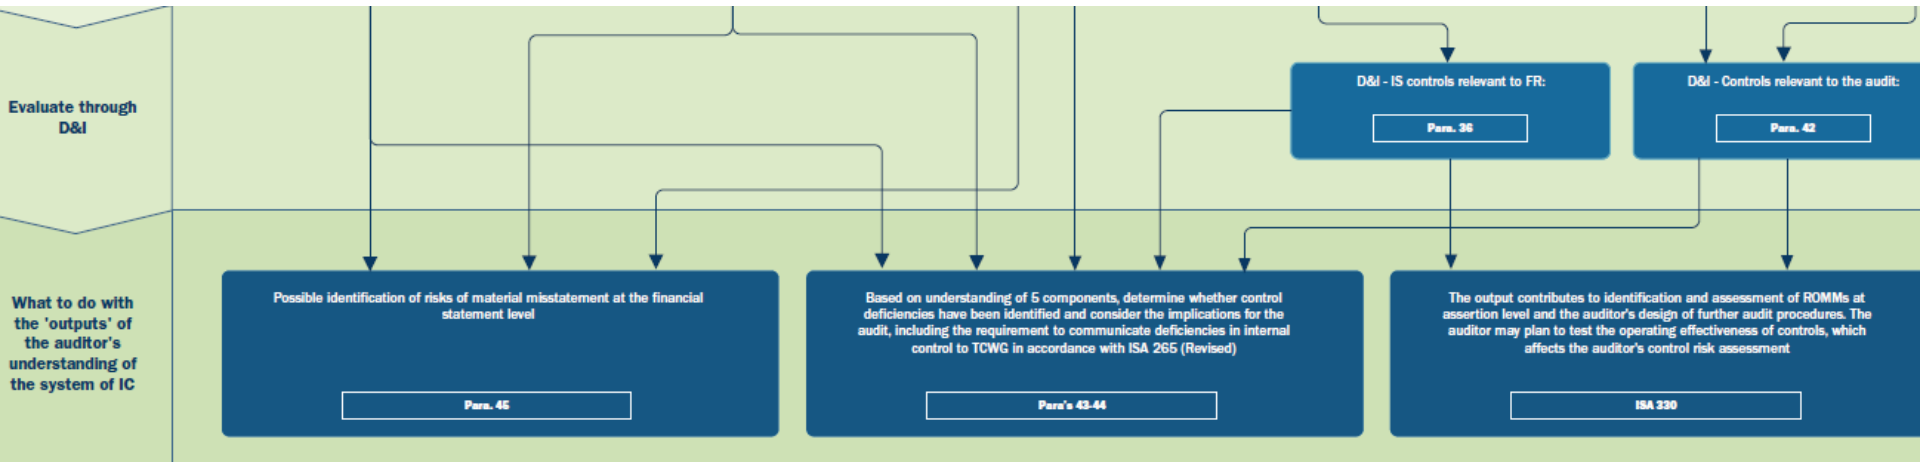 Evaluate through
D&I
D&I - IS controls relevant to FR:
Para. 36
D&I - Controls relevant to the audit:
Para. 42
What to do with
the 'outputs' of
the auditor's
understanding of
the system of IC
Possible identification of risks of material misstatement at the financial
statement level
Para. 45
Based on understanding of 5 components, determine whether control
deficiencies have been identified and consider the implications for the
audit, including the requirement to communicate deficiencies in internal
control to TCWG in accordance with ISA 265 (Revised)
Para's 43-44
The output contributes to identification and assessment of ROMMs at
assertion level and the auditor's design of further audit procedures. The
auditor may plan to test the operating effectiveness of controls, which
affects the auditor's control risk assessment
ISA 330